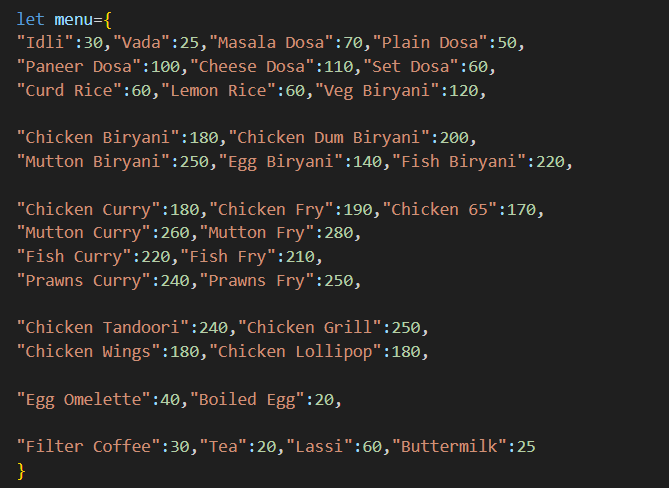 let menu={
"Idli":30,"Vada":25,"Masala Dosa":70,"Plain Dosa":50,
"Paneer Dosa":100,"Cheese Dosa":110,"Set Dosa":60,
"Curd Rice":60,"Lemon Rice":60,"Veg Biryani":120,
"Chicken Biryani":180,"Chicken Dum Biryani":200,
"Mutton Biryani":250,"Egg Biryani":140,"Fish Biryani":220,
"Chicken Curry":180,"Chicken Fry":190,"Chicken 65":170,
"Mutton Curry":260,"Mutton Fry":280,
"Fish Curry":220,"Fish Fry":210,
"Prawns Curry":240,"Prawns Fry":250,
"Chicken Tandoori":240,"Chicken Grill":250,
"Chicken Wings":180,"Chicken Lollipop":180,
"Egg Omelette":40,"Boiled Egg":20,
"Filter Coffee":30,"Tea":20,"Lassi":60,"Buttermilk":25
}